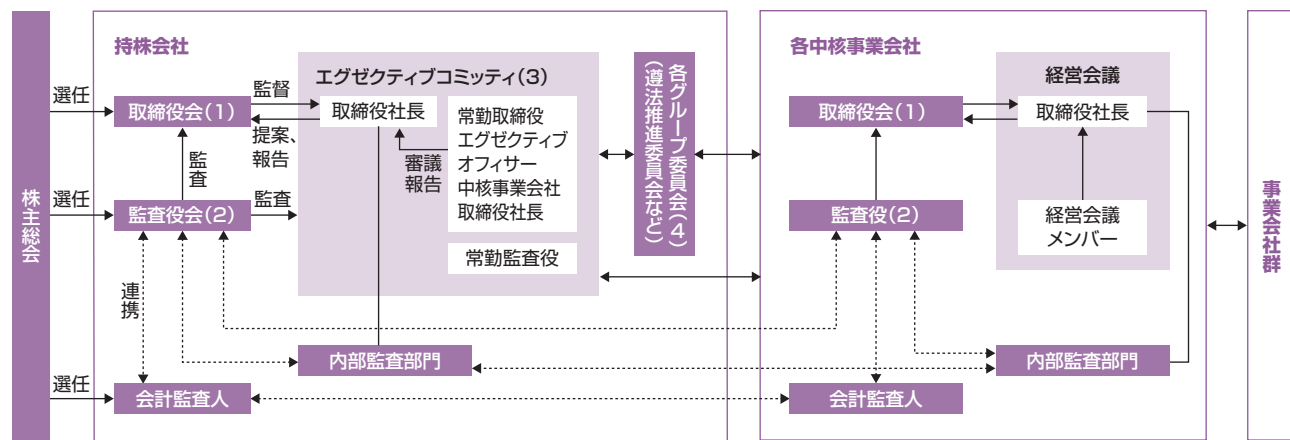 株主総会
選任
選任
選任
持株会社
取締役会(1)
監督
提案、
報告
監査
監査役会(2)
監査
連携
会計監査人
エグゼクティブコミッティ(3)
取締役社長
審議
報告
常勤取締役
エグゼクティブ
オフィサー
中核事業会社
取締役社長
常勤監査役
内部監査部門
各グループ委員会(4)
(遵法推進委員会など)
各中核事業会社
取締役会(1)
監査役(2)
会計監査人
経営会議
取締役社長
経営会議
メンバー
内部監査部門
事業会社群